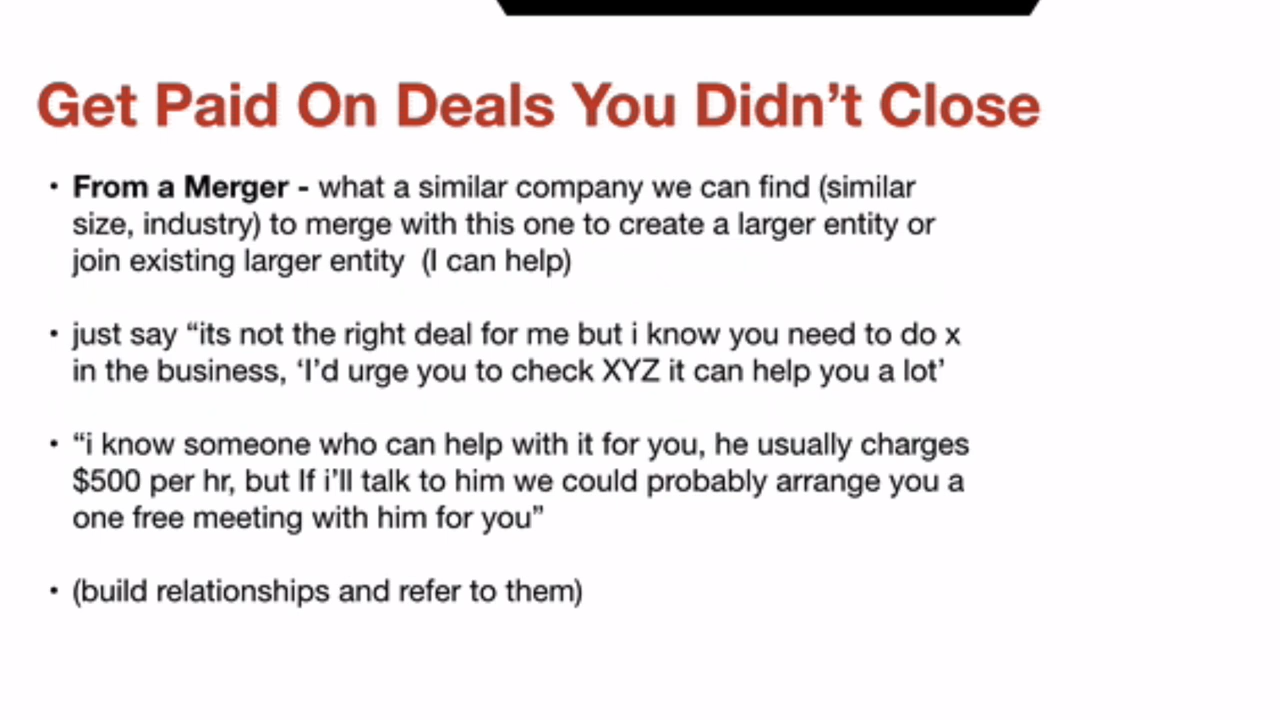 Get Paid On Deals You Didn’t Close
• From a Merger - what a similar company we can find (similar
size, industry) to merge with this one to create a larger entity or
join existing larger entity  (I can help)
• just say “its not the right deal for me but i know you need to do x
in the business, ‘I’d urge you to check XYZ it can help you a lot’
• “i know someone who can help with it for you, he usually charges
$500 per hr, but If i’ll talk to him we could probably arrange you a
one free meeting with him for you”
• (build relationships and refer to them)